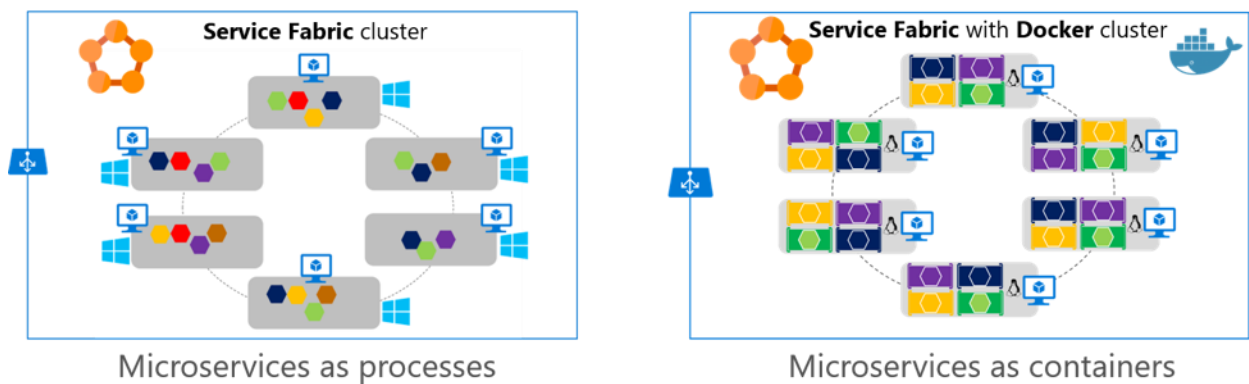 Service Fabric cluster
Service Fabric with Docker cluster
Microservices as processes
Microservices as containers